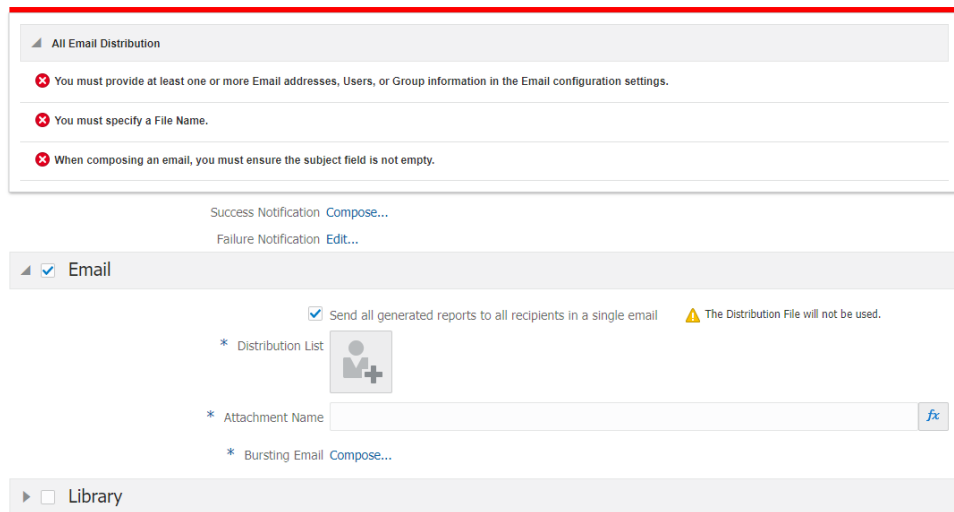 All Email Distribution
You must provide at least one or more Email addresses, Users, or Group information in the Email configuration settings.
You must specify a File Name.
When composing an email, you must ensure the subject field is not empty.
Success Notification Compose...
Failure Notification Edit...
Email
Send all generated reports to all recipients in a single email The Distribution File will not be used.
* Distribution List
* Attachment Name fx
* Bursting Email Compose...
Library